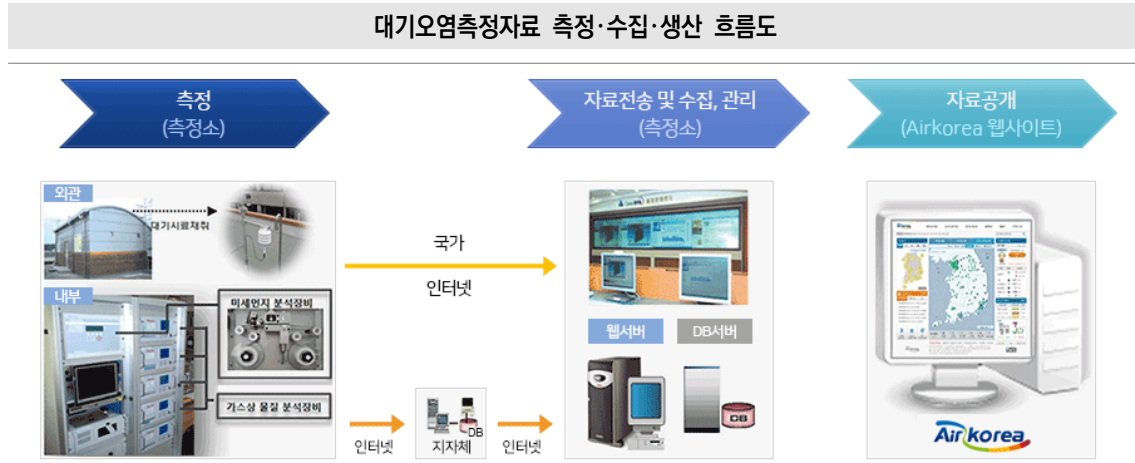 대기오염측정자료 측정·수집·생산 흐름도
측정
(측정소)
자료전송 및 수집, 관리
(측정소)
자료공개
(Airkorea 웹사이트)
외관
대기시료채취
내부
미세먼지 분석장비
가스상 물질 분석장비
국가
인터넷
인터넷
DB
지자체
인터넷
웹서버
DB서버
DB
Airkorea